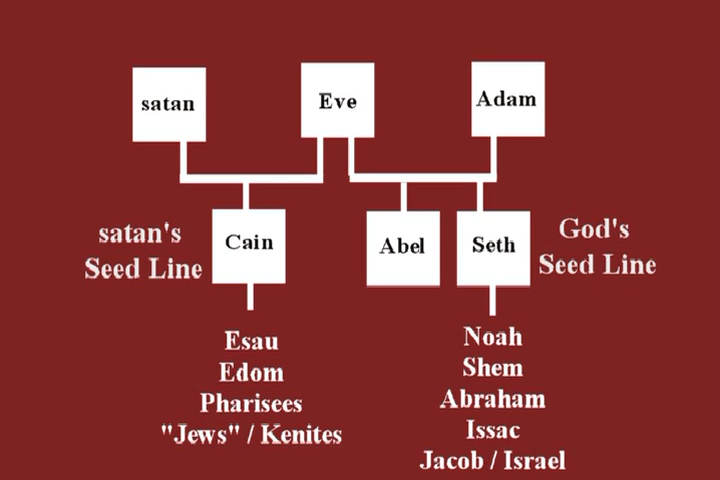 satan
Eve
Adam
satan's
Seed Line
Cain
Abel
Seth
God's
Seed Line
Esau
Edom
Pharisees
"Jews" / Kenites
Noah
Shem
Abraham
Issac
Jacob / Israel